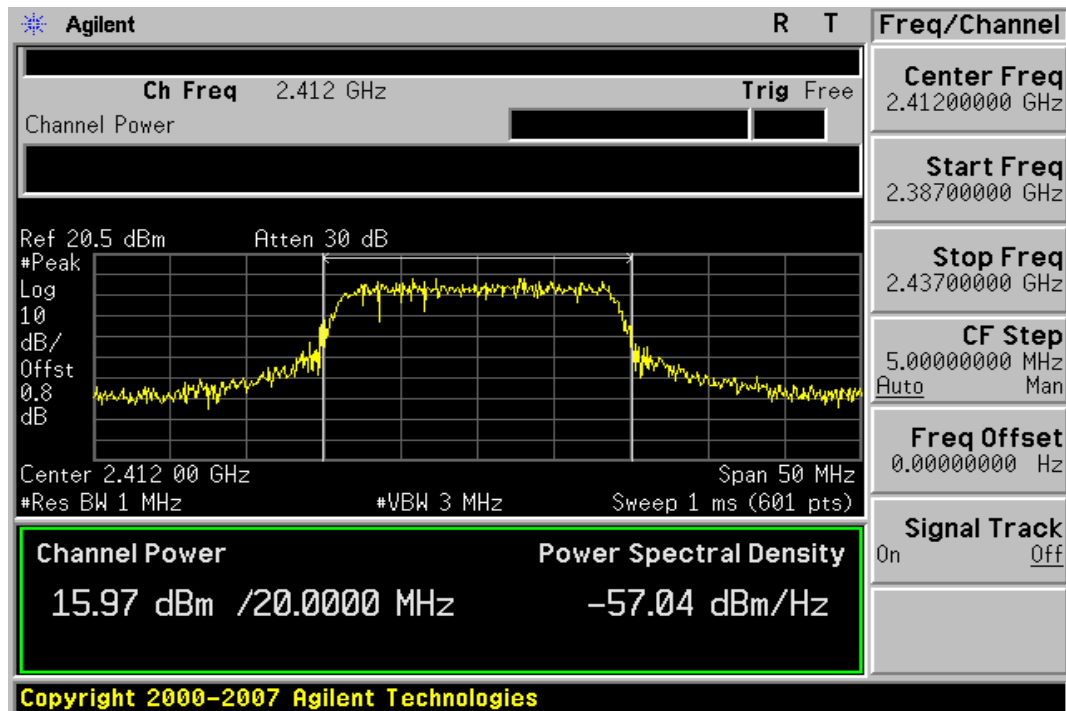 Agilent R T
Ch Freq 2.412 GHz Trig Free
Channel Power
Ref 20.5 dBm Atten 30 dB
#Peak
Log
10
dB/
Offst
0.8
dB
Center 2.412 00 GHz Span 50 MHz
#Res BW 1 MHz #VBW 3 MHz Sweep 1 ms (601 pts)
Channel Power Power Spectral Density
15.97 dBm /20.0000 MHz -57.04 dBm/Hz
Copyright 2000-2007 Agilent Technologies
Freq/Channel
Center Freq
2.41200000 GHz
Start Freq
2.38700000 GHz
Stop Freq
2.43700000 GHz
CF Step
5.00000000 MHz
Auto Man
Freq Offset
0.00000000 Hz
Signal Track
On Off